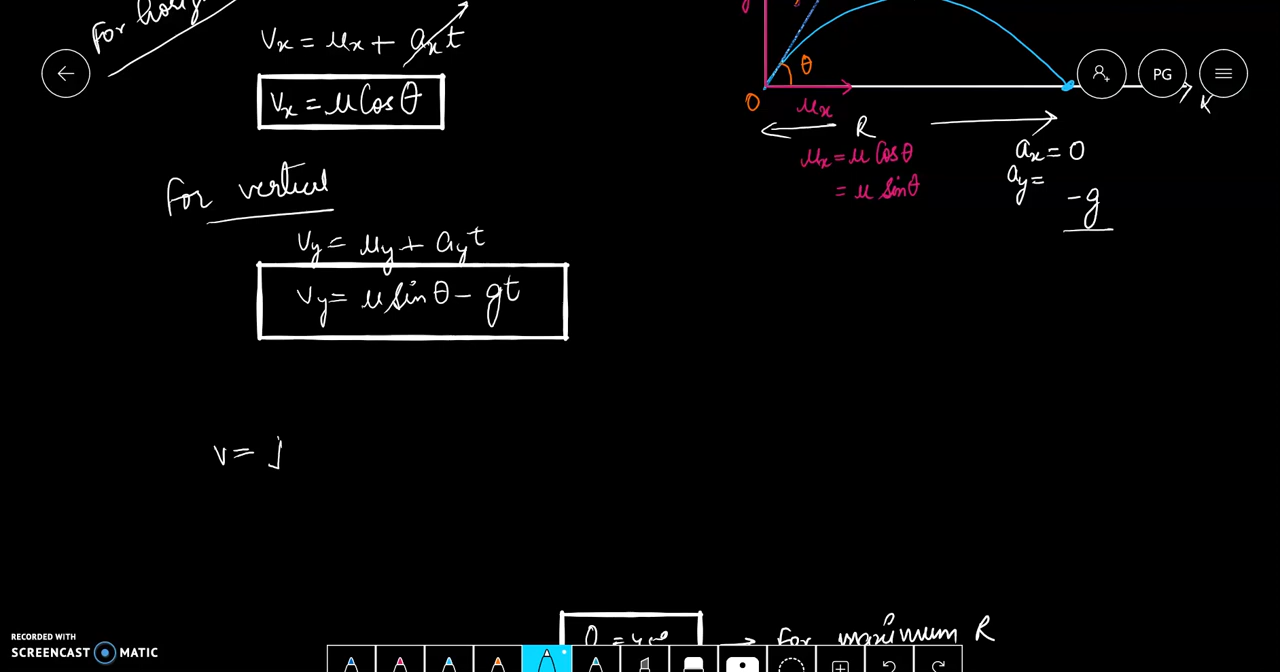 For horiz
Vx = ux + axt
Vx = u Cos θ
For vertical
Vy = uy + ayt
Vy = u Sin θ - gt
v =
θ
O
ux
R
ux = u Cos θ
= u Sin θ
ax = 0
ay =
-g
PG
→ for maximum R
RECORDED WITH
SCREENCAST O MATIC